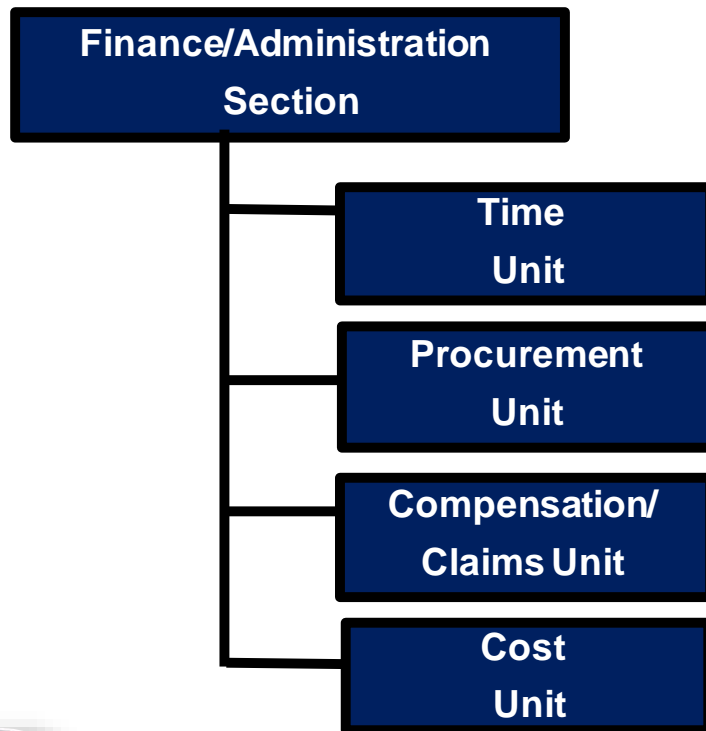 Finance/Administration
Section
Time
Unit
Procurement
Unit
Compensation/
Claims Unit
Cost
Unit